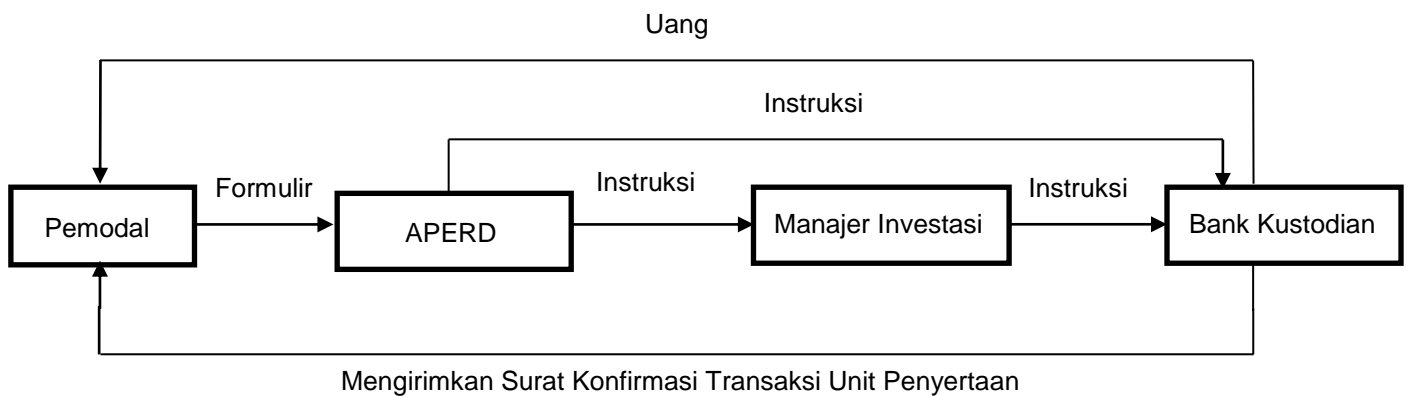 Uang
Instruksi
Formulir
Instruksi
Instruksi
Pemodal
APERD
Manajer Investasi
Bank Kustodian
Mengirimkan Surat Konfirmasi Transaksi Unit Penyertaan